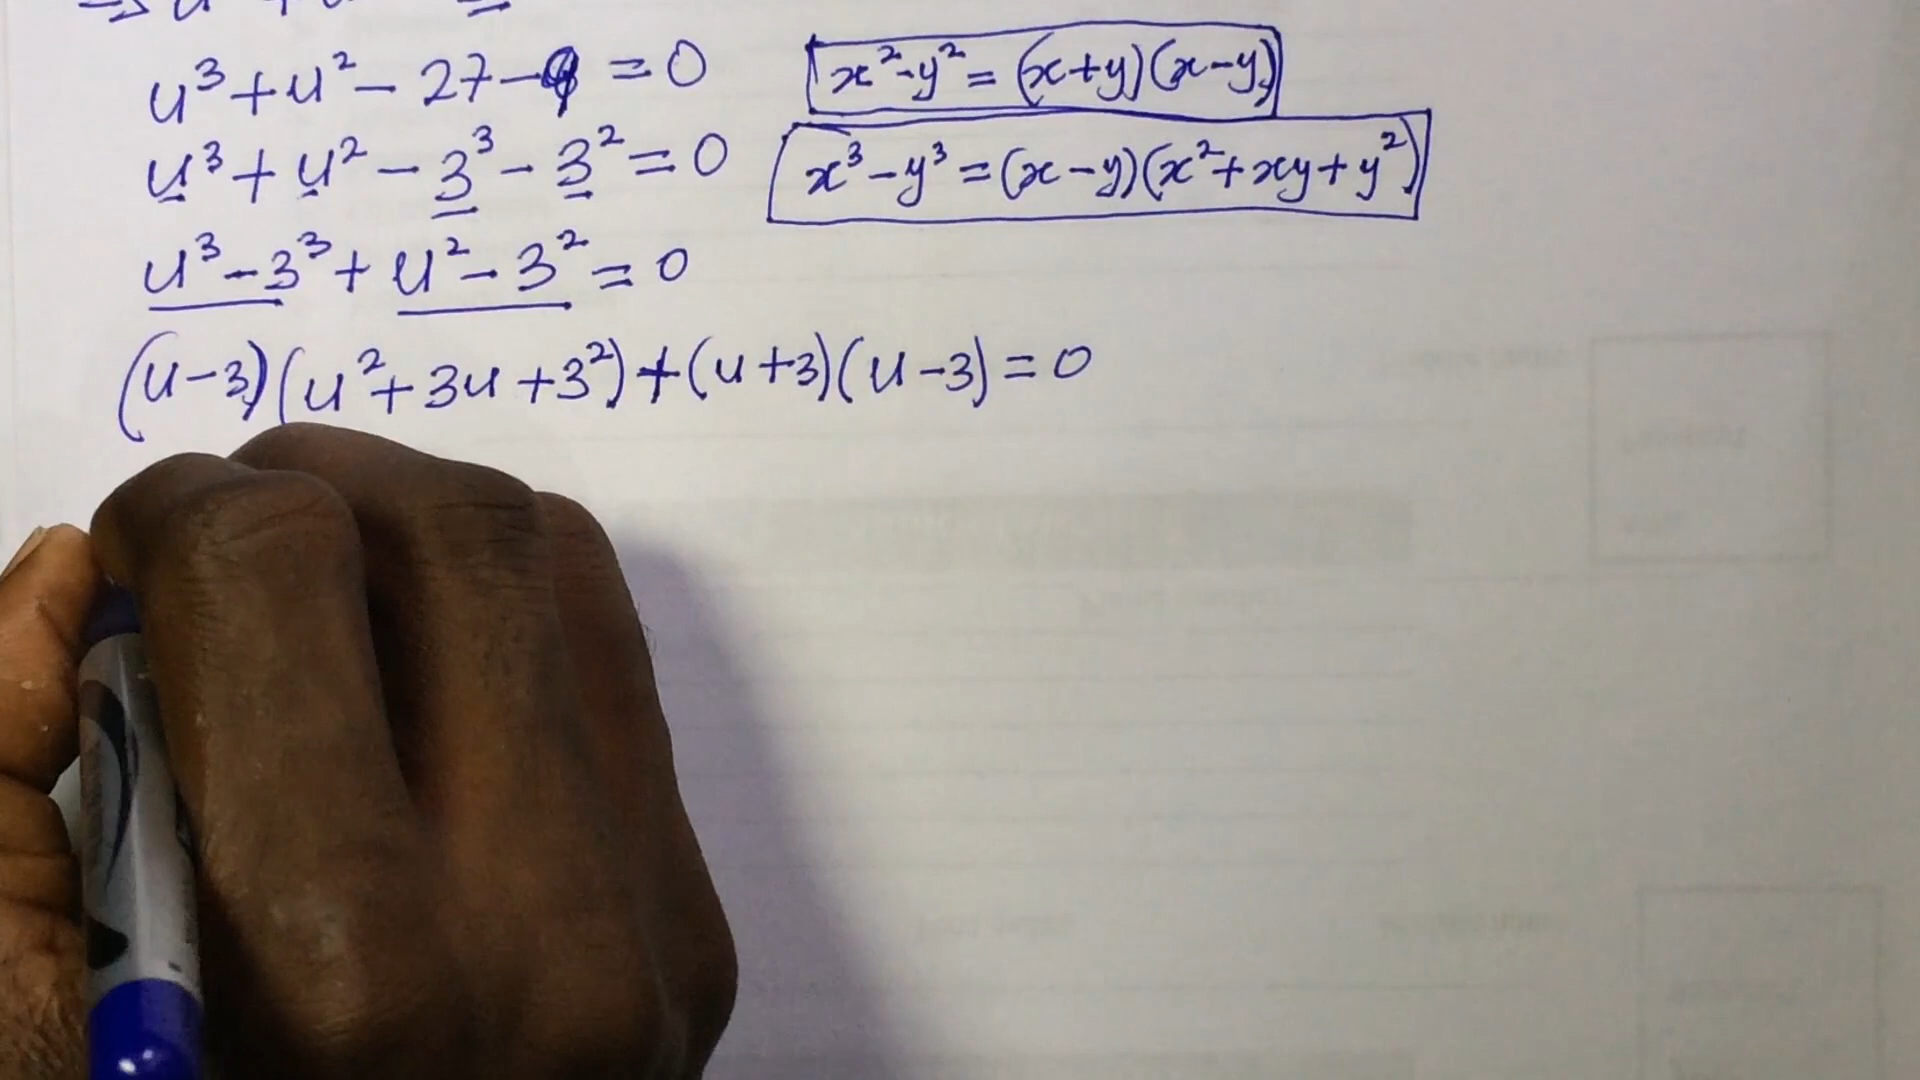 u³+u²-27-9=0
x²-y²=(x+y)(x-y)
u³+u²-3³-3²=0
x³-y³=(x-y)(x²+xy+y²)
u³-3³+u²-3²=0
(u-3)(u²+3u+3²)+(u+3)(u-3)=0